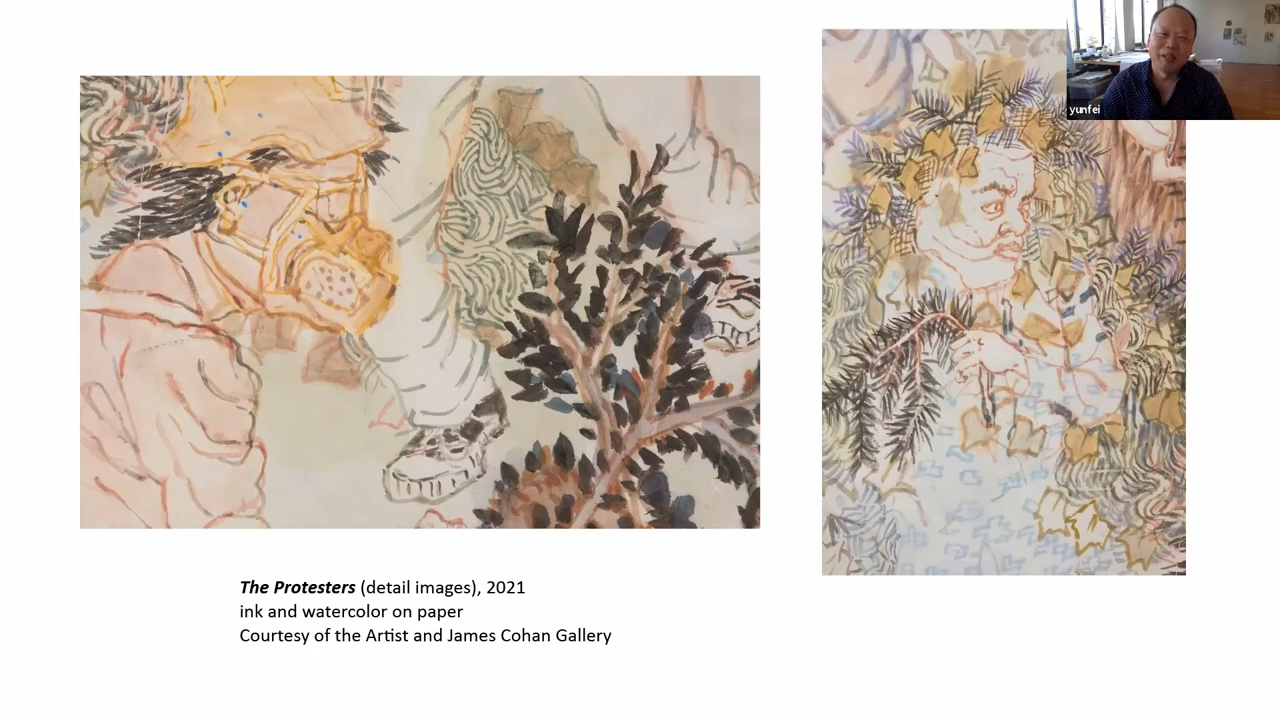 yunfei
The Protesters (detail images), 2021
ink and watercolor on paper
Courtesy of the Artist and James Cohan Gallery